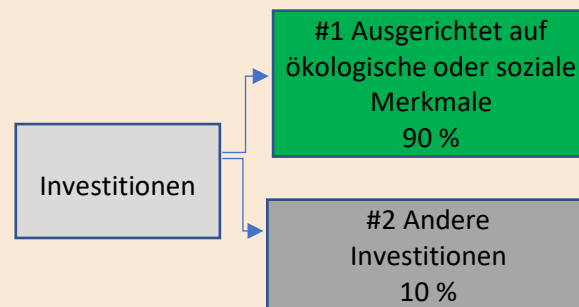 #1 Ausgerichtet auf
ökologische oder soziale
Merkmale
90 %
Investitionen
#2 Andere
Investitionen
10 %